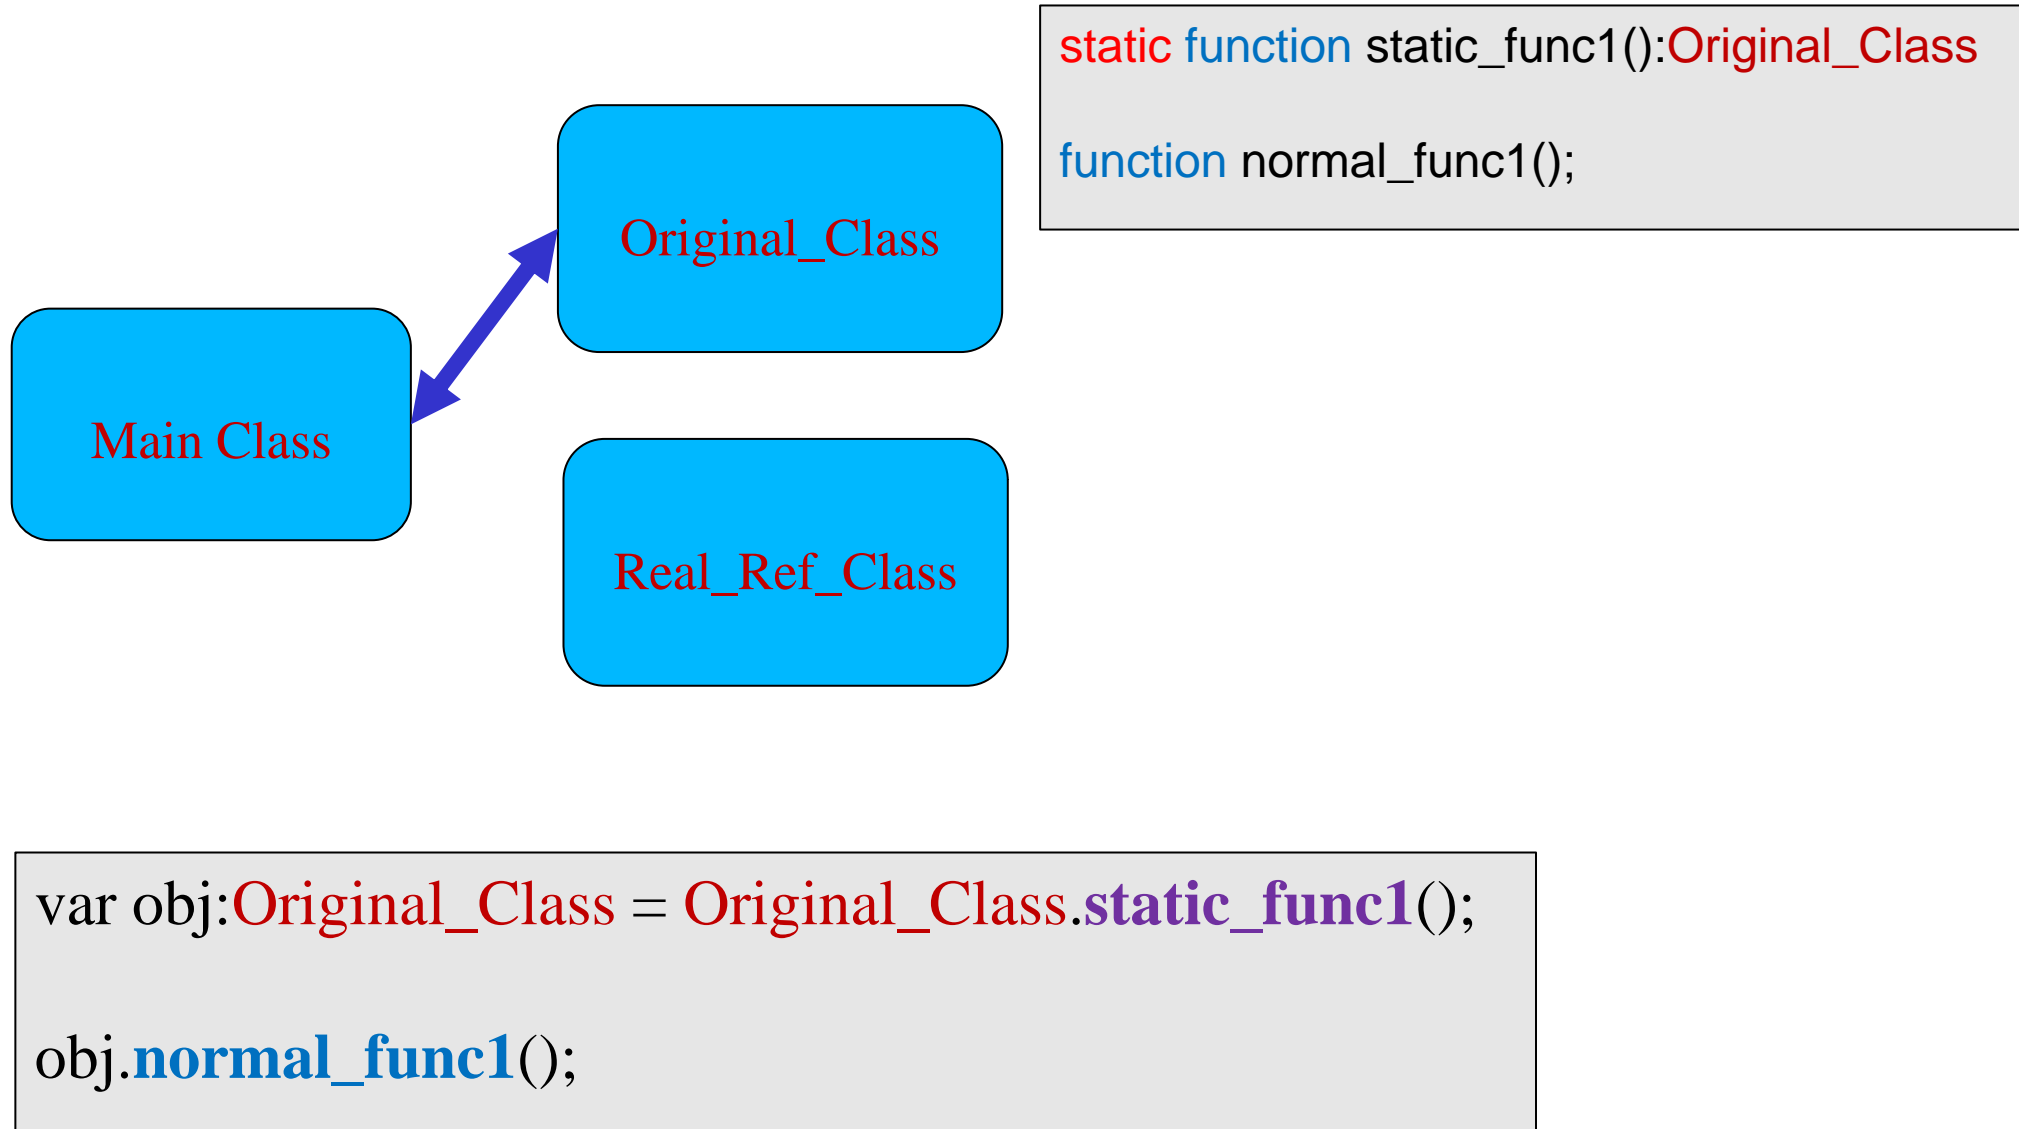 static function static_func1():Original_Class
function normal_func1();
Original_Class
Main Class
Real_Ref_Class
var obj:Original_Class = Original_Class.static_func1();
obj.normal_func1();